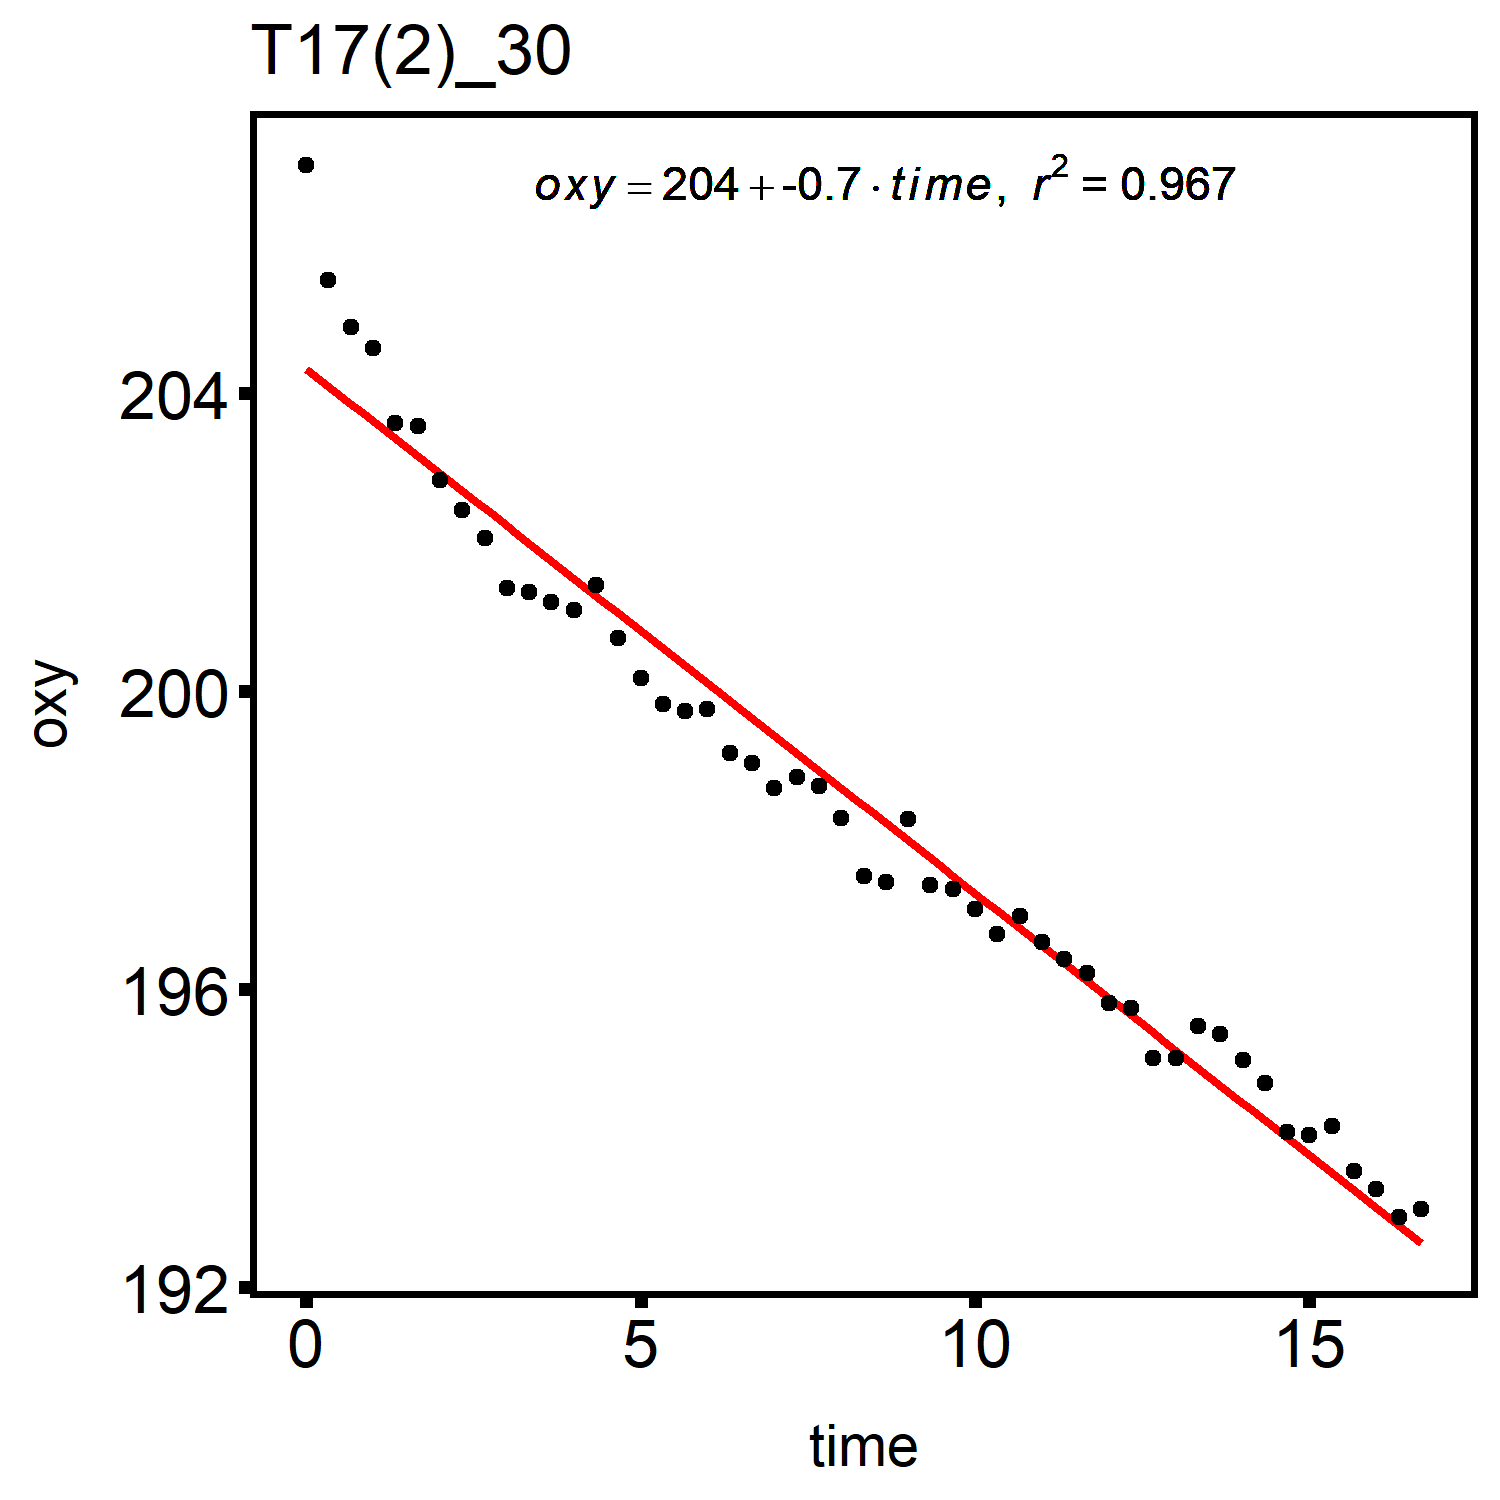 T17(2)_30
oxy = 204 + -0.7 · time, r² = 0.967
204
200
196
192
oxy
0 5 10 15
time